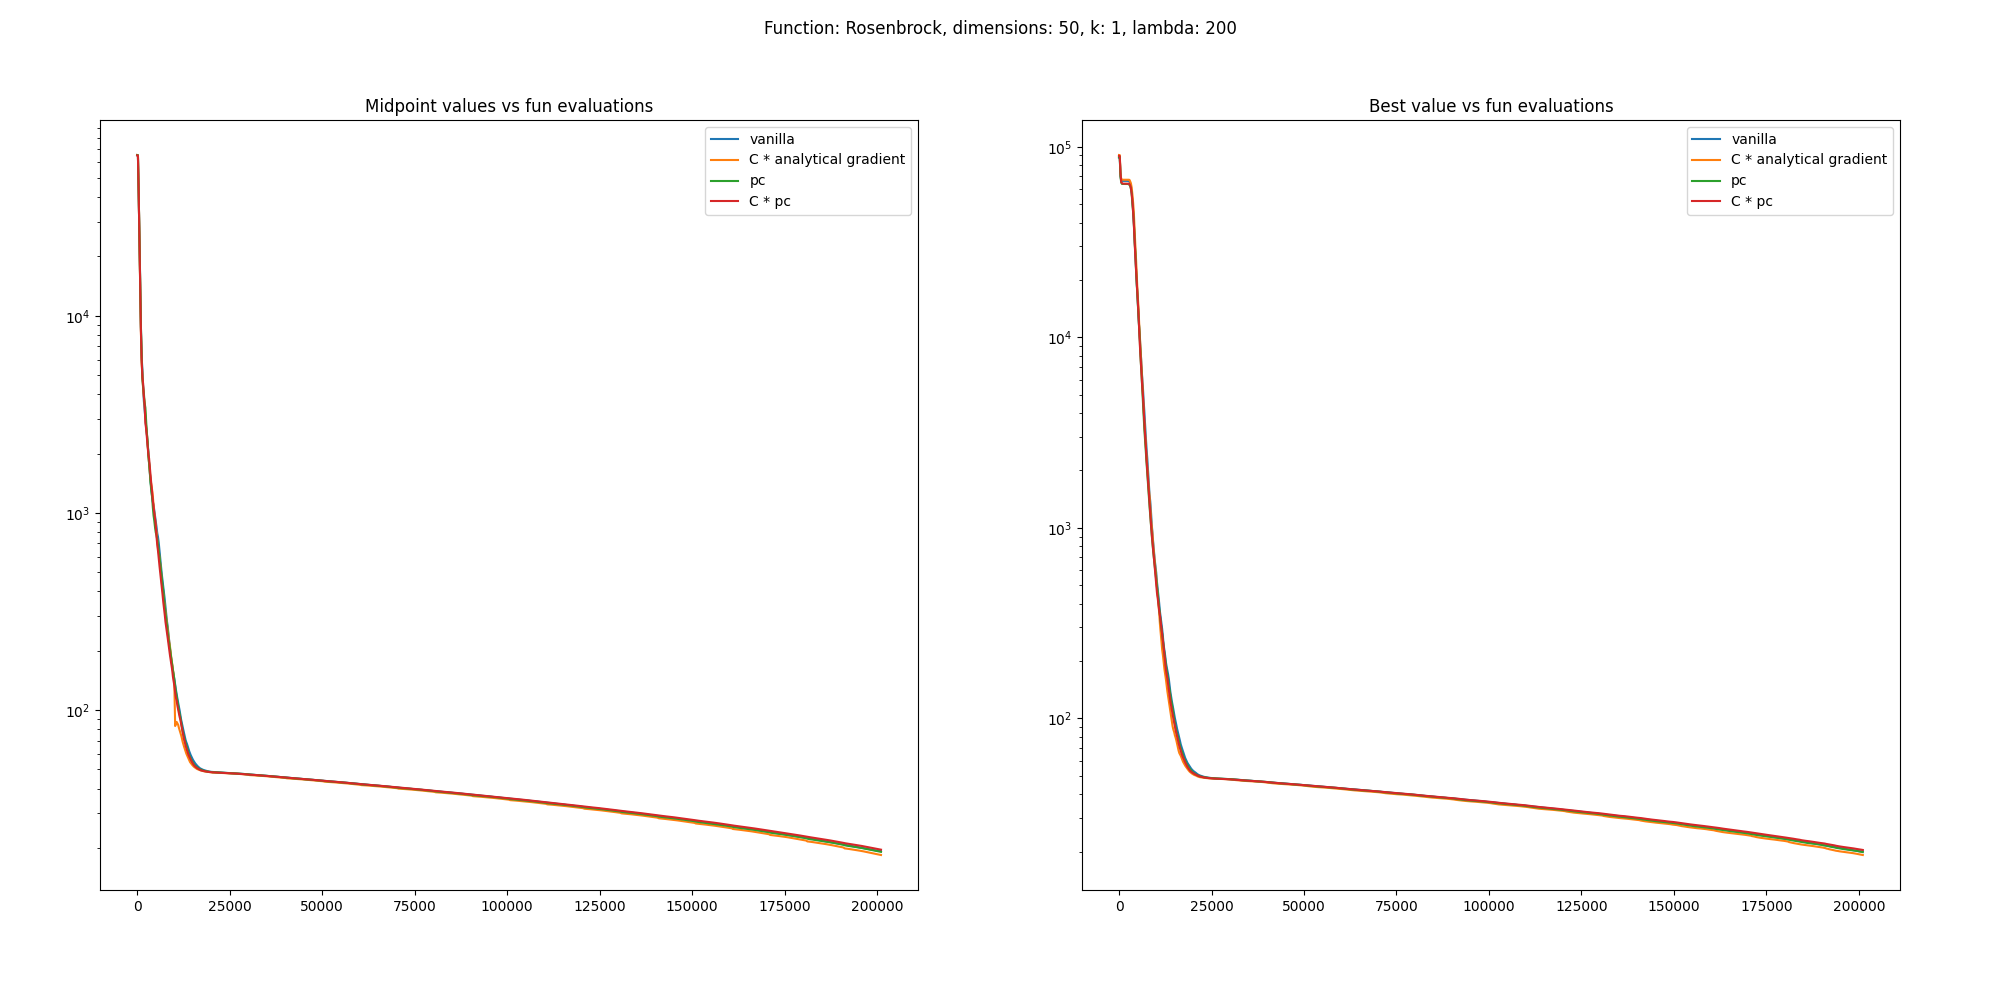 Function: Rosenbrock, dimensions: 50, k: 1, lambda: 200
Midpoint values vs fun evaluations
vanilla
C * analytical gradient
pc
C * pc
10^4
10^3
10^2
0 25000 50000 75000 100000 125000 150000 175000 200000
Best value vs fun evaluations
vanilla
C * analytical gradient
pc
C * pc
10^5
10^4
10^3
10^2
0 25000 50000 75000 100000 125000 150000 175000 200000